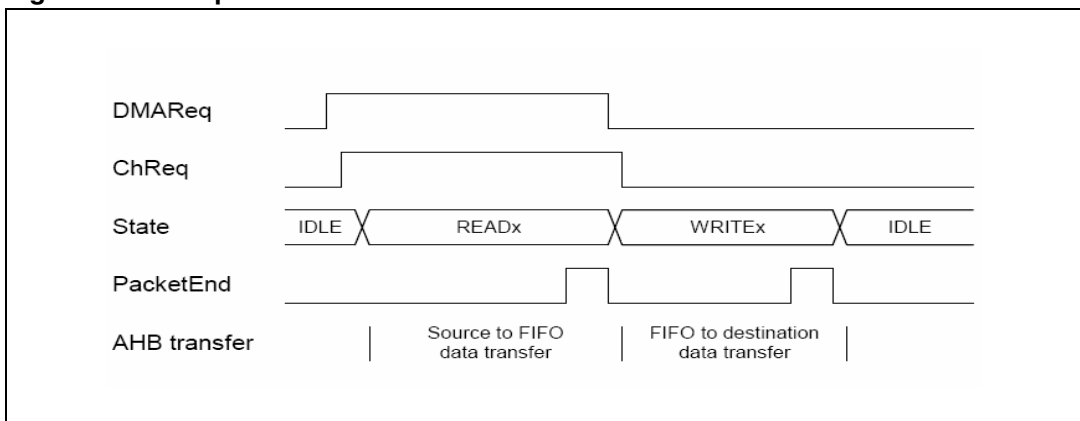 DMAReq
ChReq
State IDLE READx WRITEx IDLE
PacketEnd
AHB transfer
Source to FIFO
data transfer
FIFO to destination
data transfer